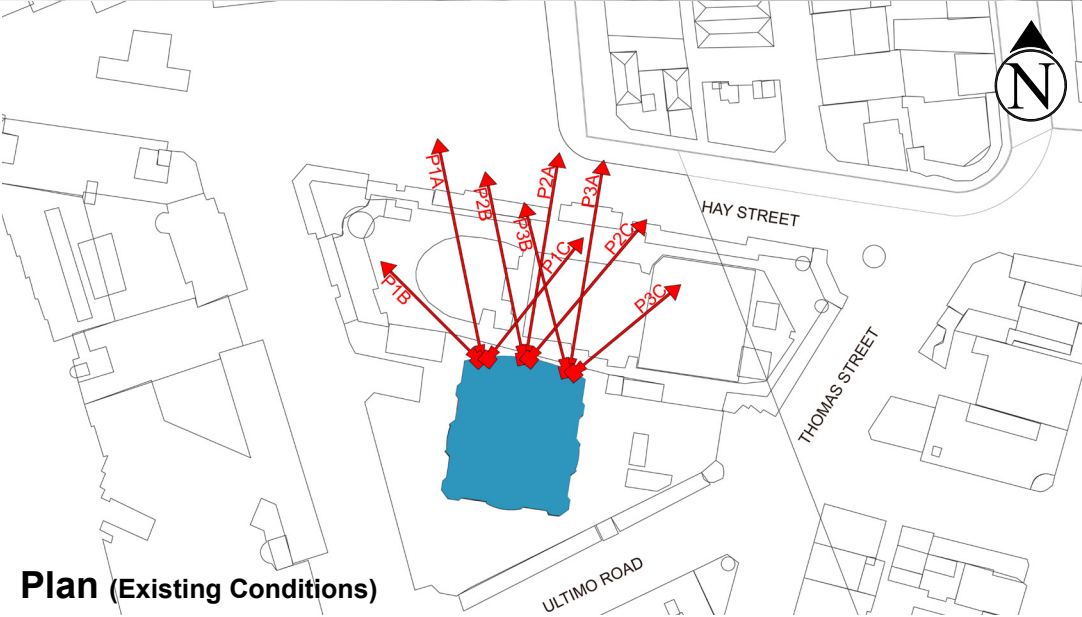 N
P1A
P2B
P2A
P3A
P3B
P1C
P2C
P1B
P3C
HAY STREET
THOMAS STREET
ULTIMO ROAD
Plan (Existing Conditions)